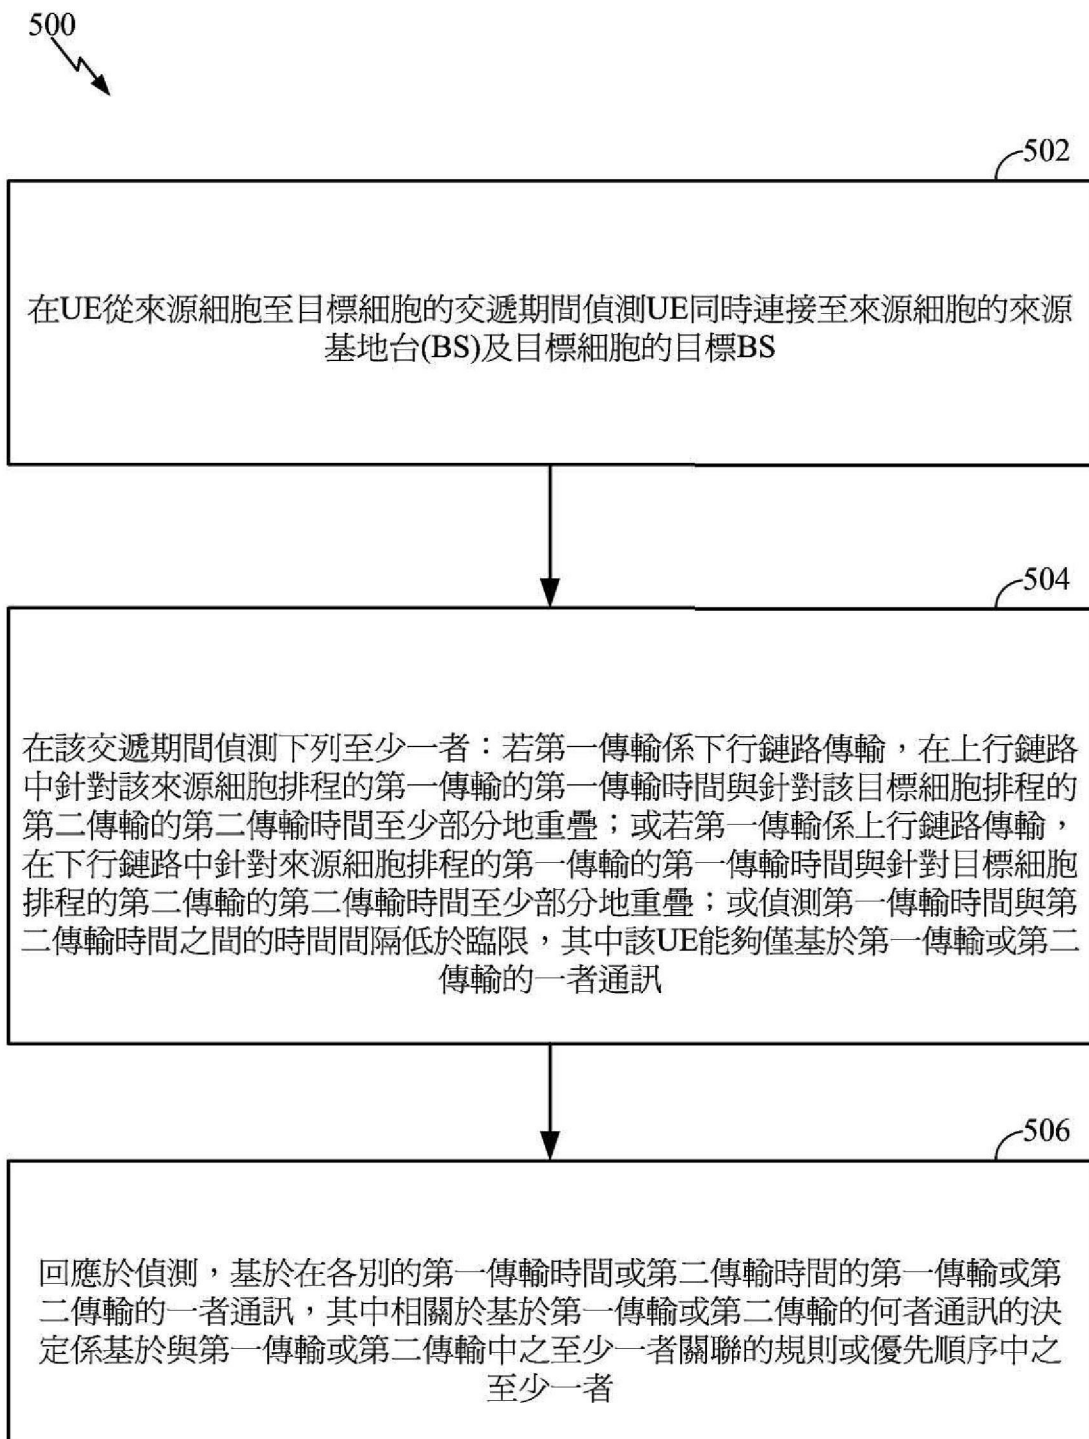 500
502
在UE從來源細胞至目標細胞的交遞期間偵測UE同時連接至來源細胞的來源
基地台(BS)及目標細胞的目標BS
504
在該交遞期間偵測下列至少一者：若第一傳輸係下行鏈路傳輸，在上行鏈路
中針對該來源細胞排程的第一傳輸的第一傳輸時間與針對該目標細胞排程的
第二傳輸的第二傳輸時間至少部分地重疊；或若第一傳輸係上行鏈路傳輸，
在下行鏈路中針對來源細胞排程的第一傳輸的第一傳輸時間與針對目標細胞
排程的第二傳輸的第二傳輸時間至少部分地重疊；或偵測第一傳輸時間與第
二傳輸時間之間的時間間隔低於臨限，其中該UE能夠僅基於第一傳輸或第二
傳輸的一者通訊
506
回應於偵測，基於在各別的第一傳輸時間或第二傳輸時間的第一傳輸或第
二傳輸的一者通訊，其中相關於基於第一傳輸或第二傳輸的何者通訊的決
定係基於與第一傳輸或第二傳輸中之至少一者關聯的規則或優先順序中之
至少一者